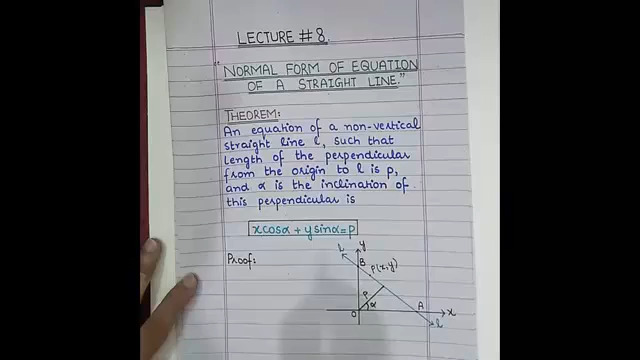 LECTURE # 8.
"NORMAL FORM OF EQUATION
OF A STRAIGHT LINE."
THEOREM:
An equation of a non-vertical
straight line l, such that
length of the perpendicular
from the origin to l is p,
and α is the inclination of
this perpendicular is
x cosα + y sinα = p
Proof:
l
y
B
P(x,y)
P
α
O
A
x
l